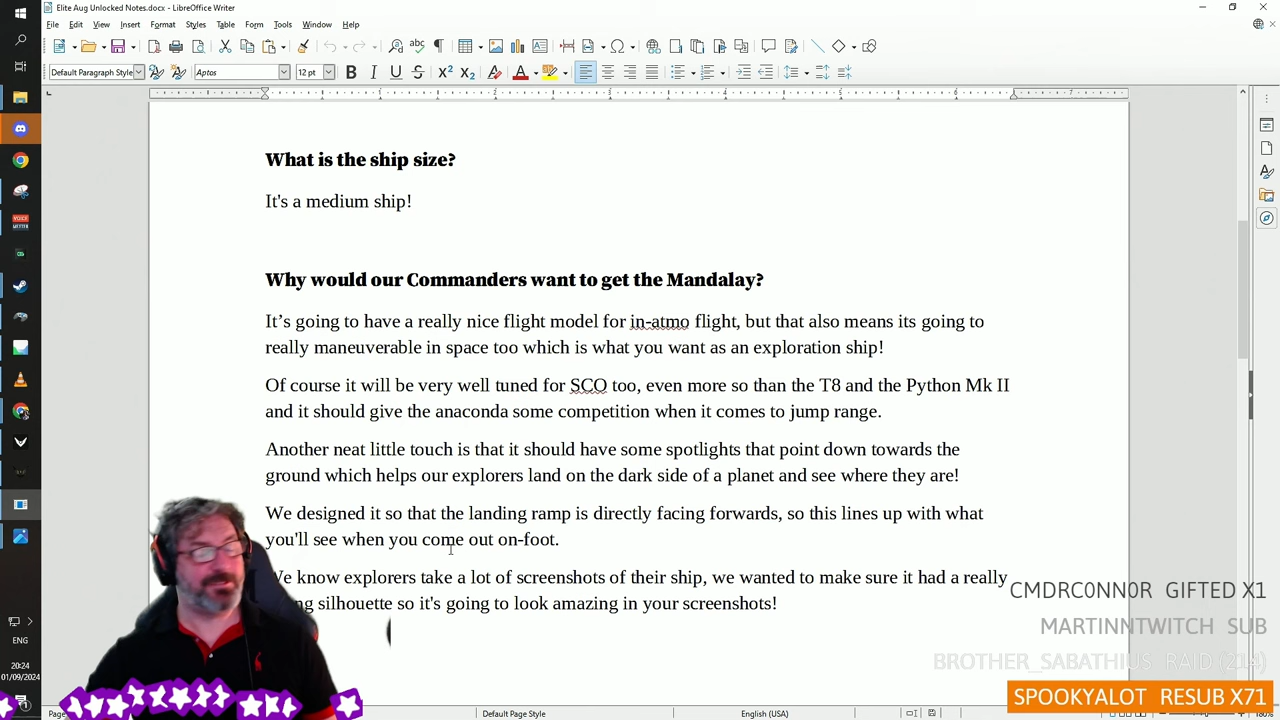 Elite Aug Unlocked Notes.docx - LibreOffice Writer
File Edit View Insert Format Styles Table Form Tools Window Help
Default Paragraph Style Aptos 12 pt
What is the ship size?
It's a medium ship!
Why would our Commanders want to get the Mandalay?
It’s going to have a really nice flight model for in-atmo flight, but that also means its going to
really maneuverable in space too which is what you want as an exploration ship!
Of course it will be very well tuned for SCO too, even more so than the T8 and the Python Mk II
and it should give the anaconda some competition when it comes to jump range.
Another neat little touch is that it should have some spotlights that point down towards the
ground which helps our explorers land on the dark side of a planet and see where they are!
We designed it so that the landing ramp is directly facing forwards, so this lines up with what
you'll see when you come out on-foot.
We know explorers take a lot of screenshots of their ship, we wanted to make sure it had a really
silhouette so it's going to look amazing in your screenshots!
CMDRC0NN0R GIFTED X1
MARTINNTWITCH SUB
BROTHER_SABATHIUS RAID (214)
SPOOKYALOT RESUB X71
ENG
20:24
01/09/2024
Default Page Style English (USA)